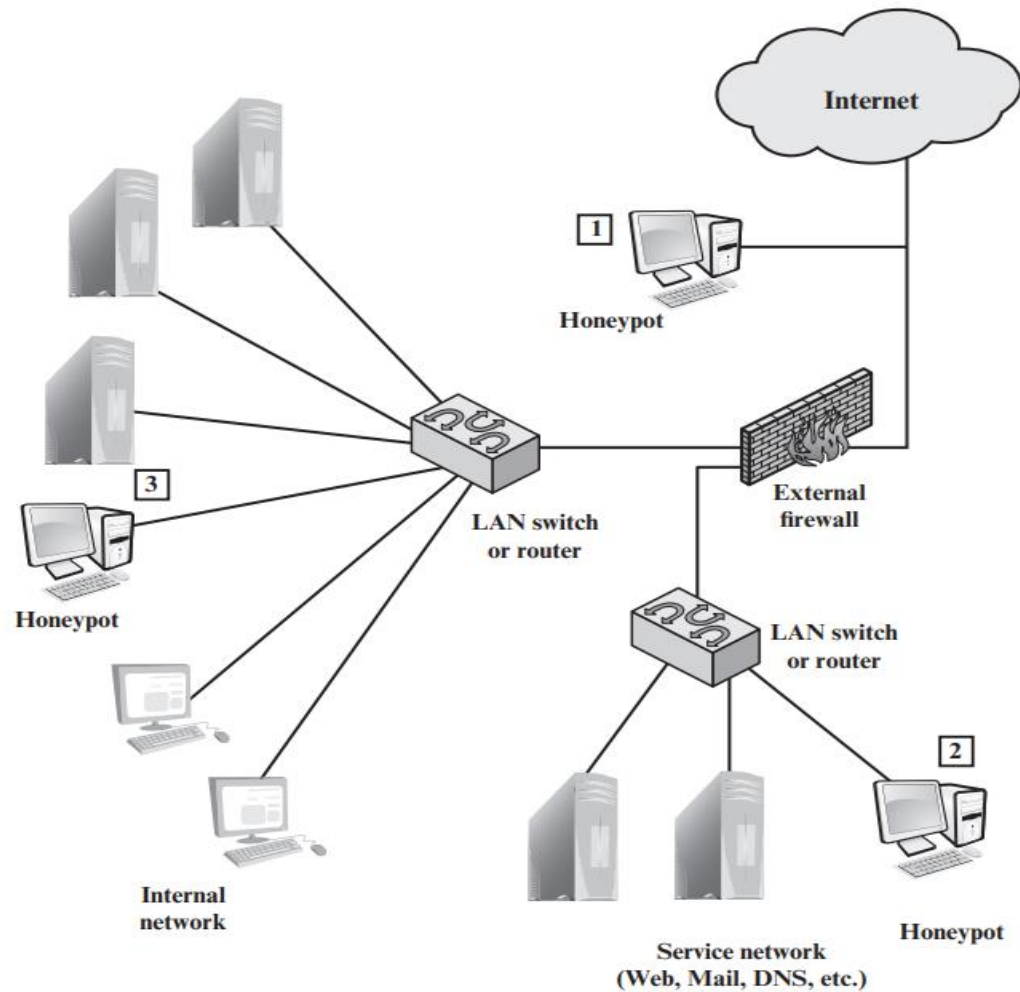 Internet
1
Honeypot
External
firewall
LAN switch
or router
3
Honeypot
LAN switch
or router
2
Honeypot
Internal
network
Service network
(Web, Mail, DNS, etc.)